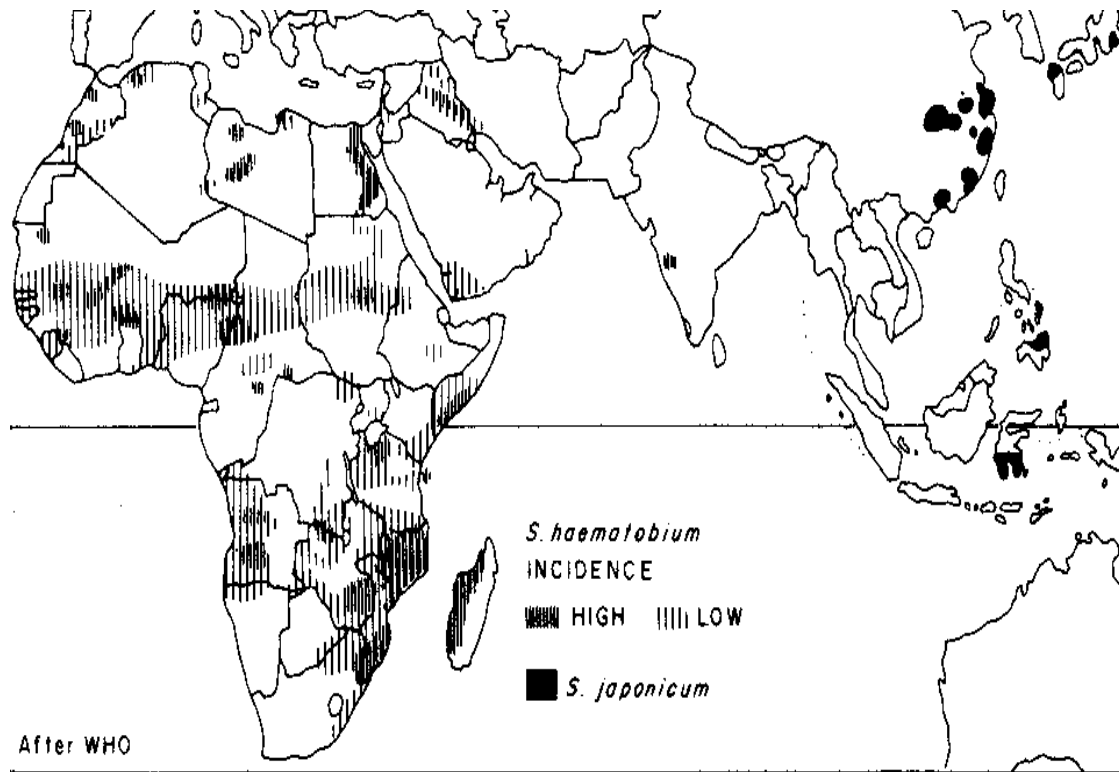 S. haematobium
INCIDENCE
HIGH LOW
S. japonicum
After WHO